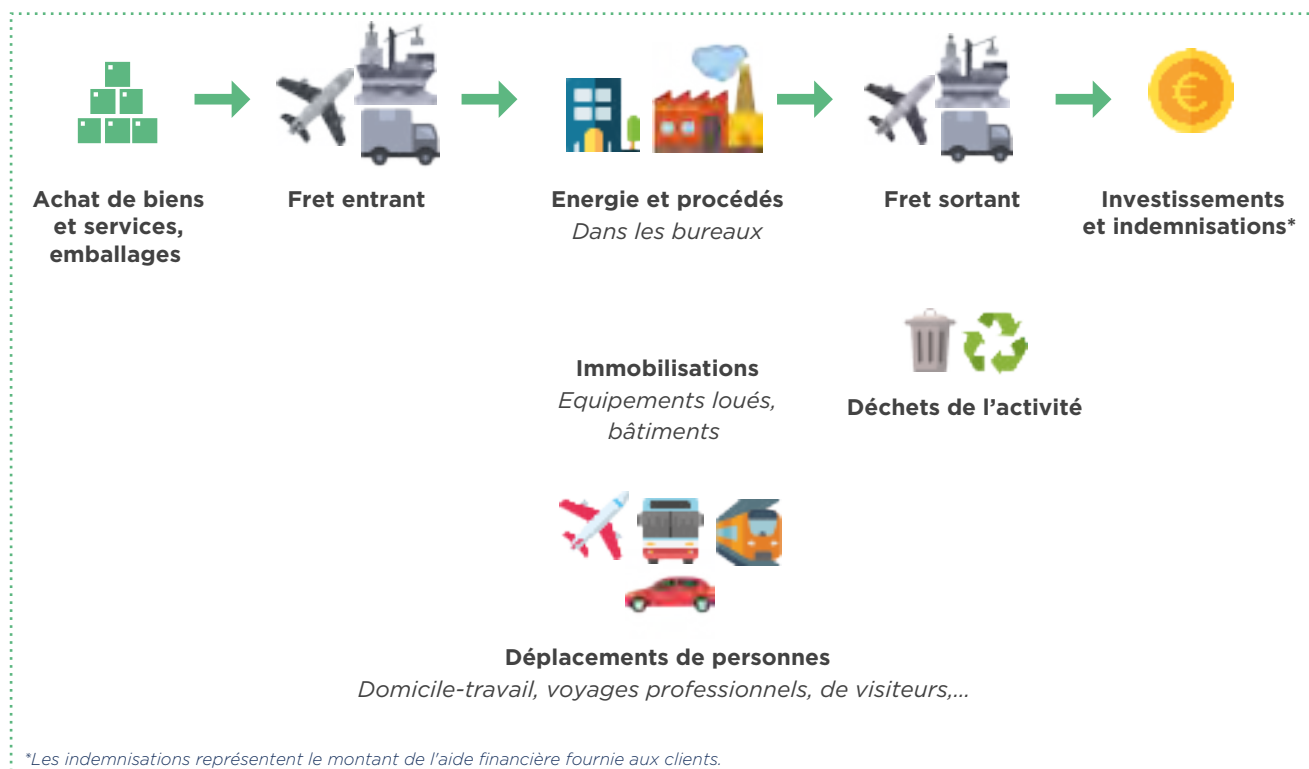 Achat de biens
et services,
emballages
Fret entrant
Energie et procédés
Dans les bureaux
Fret sortant
Investissements
et indemnisations*
Immobilisations
Equipements loués,
bâtiments
Déchets de l’activité
Déplacements de personnes
Domicile-travail, voyages professionnels, de visiteurs,...
*Les indemnisations représentent le montant de l'aide financière fournie aux clients.